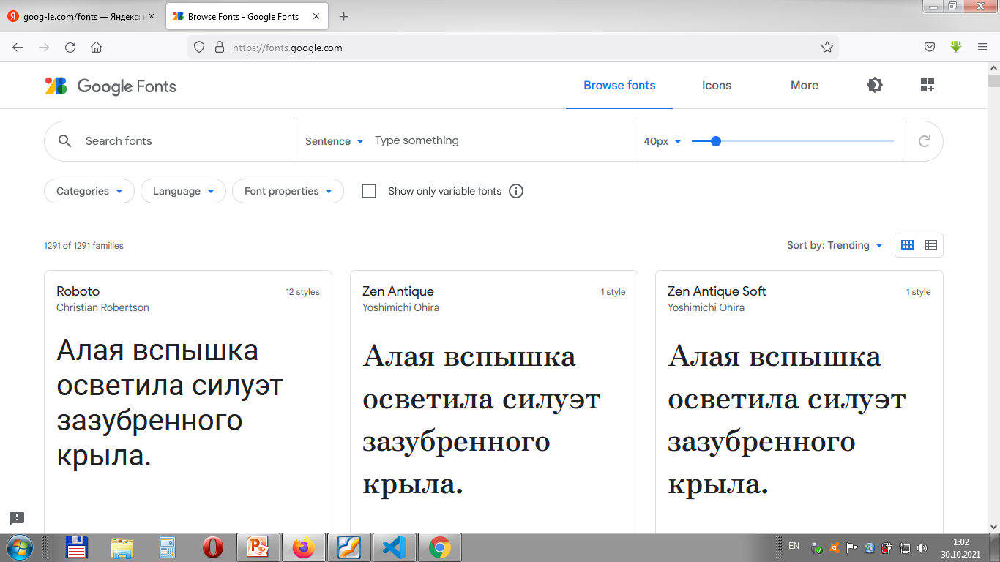 goog-le.com/fonts — Яндекс:
Browse Fonts - Google Fonts
https://fonts.google.com
Google Fonts
Browse fonts
Icons
More
Search fonts
Sentence
Type something
40px
Categories
Language
Font properties
Show only variable fonts
1291 of 1291 families
Sort by: Trending
Roboto
12 styles
Christian Robertson
Алая вспышка
осветила силуэт
зазубренного
крыла.
Zen Antique
1 style
Yoshimichi Ohira
Алая вспышка
осветила силуэт
зазубренного
крыла.
Zen Antique Soft
1 style
Yoshimichi Ohira
Алая вспышка
осветила силуэт
зазубренного
крыла.
EN
1:02
30.10.2021